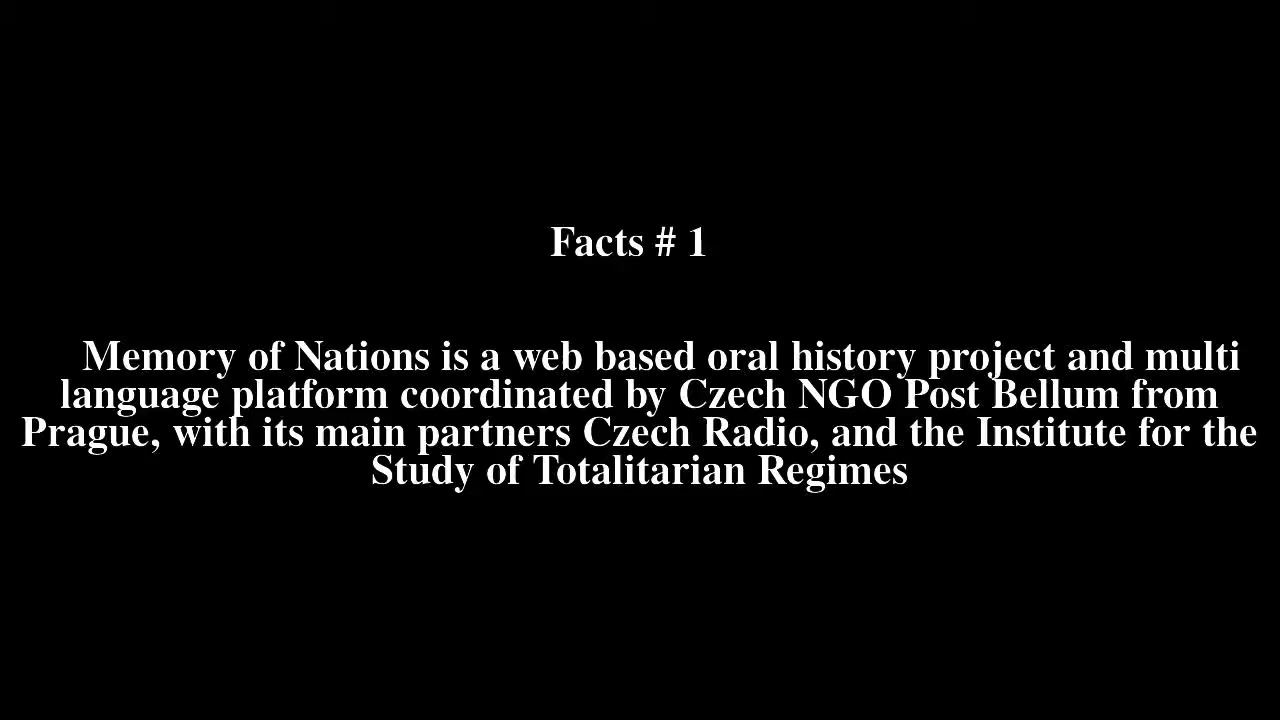 Facts # 1
Memory of Nations is a web based oral history project and multi
language platform coordinated by Czech NGO Post Bellum from
Prague, with its main partners Czech Radio, and the Institute for the
Study of Totalitarian Regimes